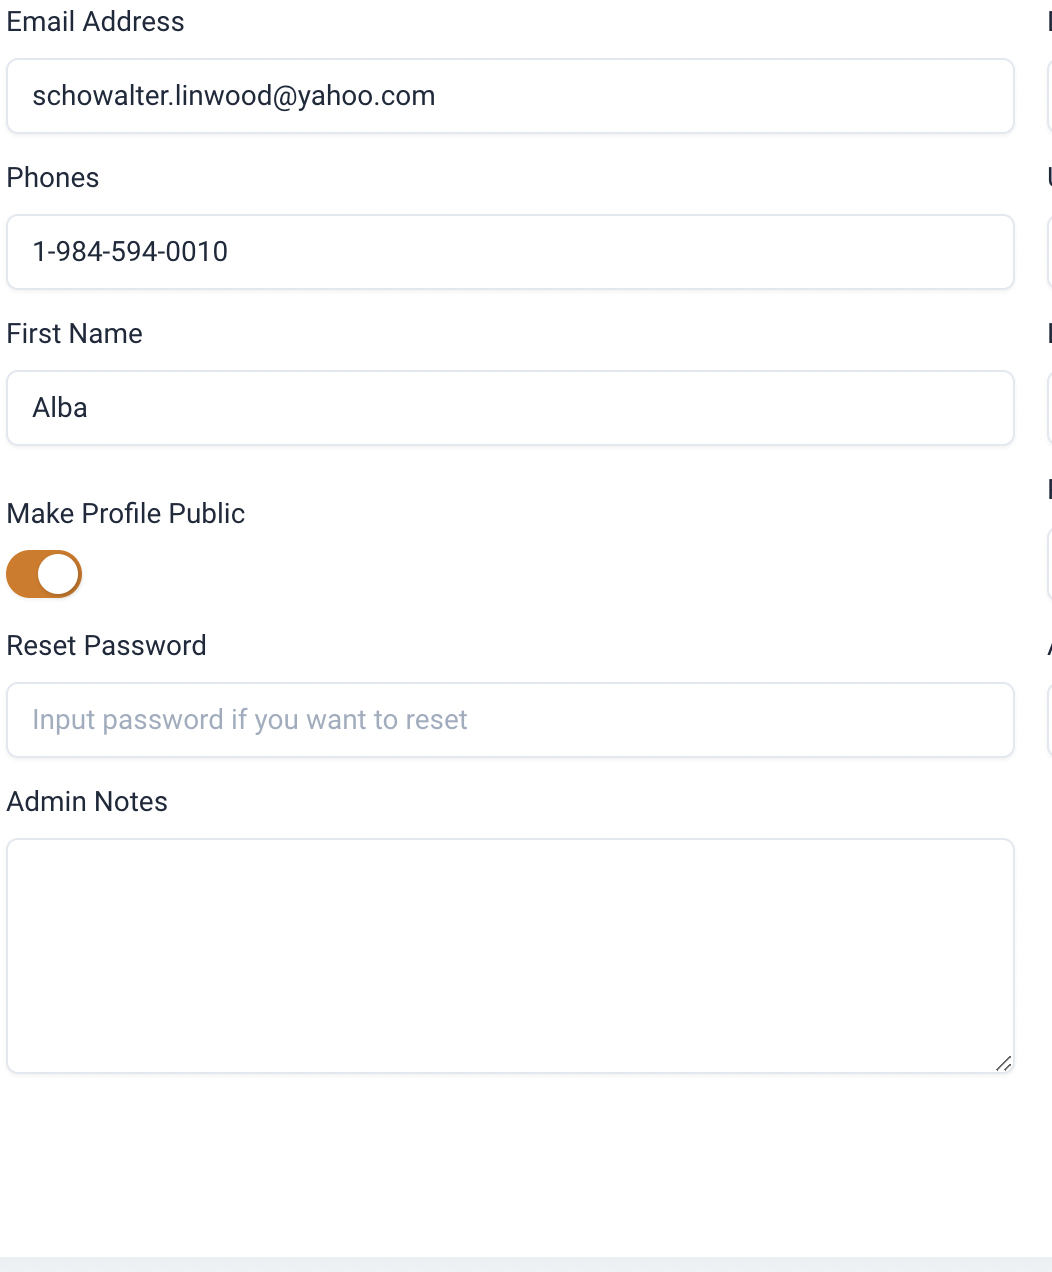 Email Address
schowalter.linwood@yahoo.com
Phones
1-984-594-0010
First Name
Alba
Make Profile Public
Reset Password
Input password if you want to reset
Admin Notes